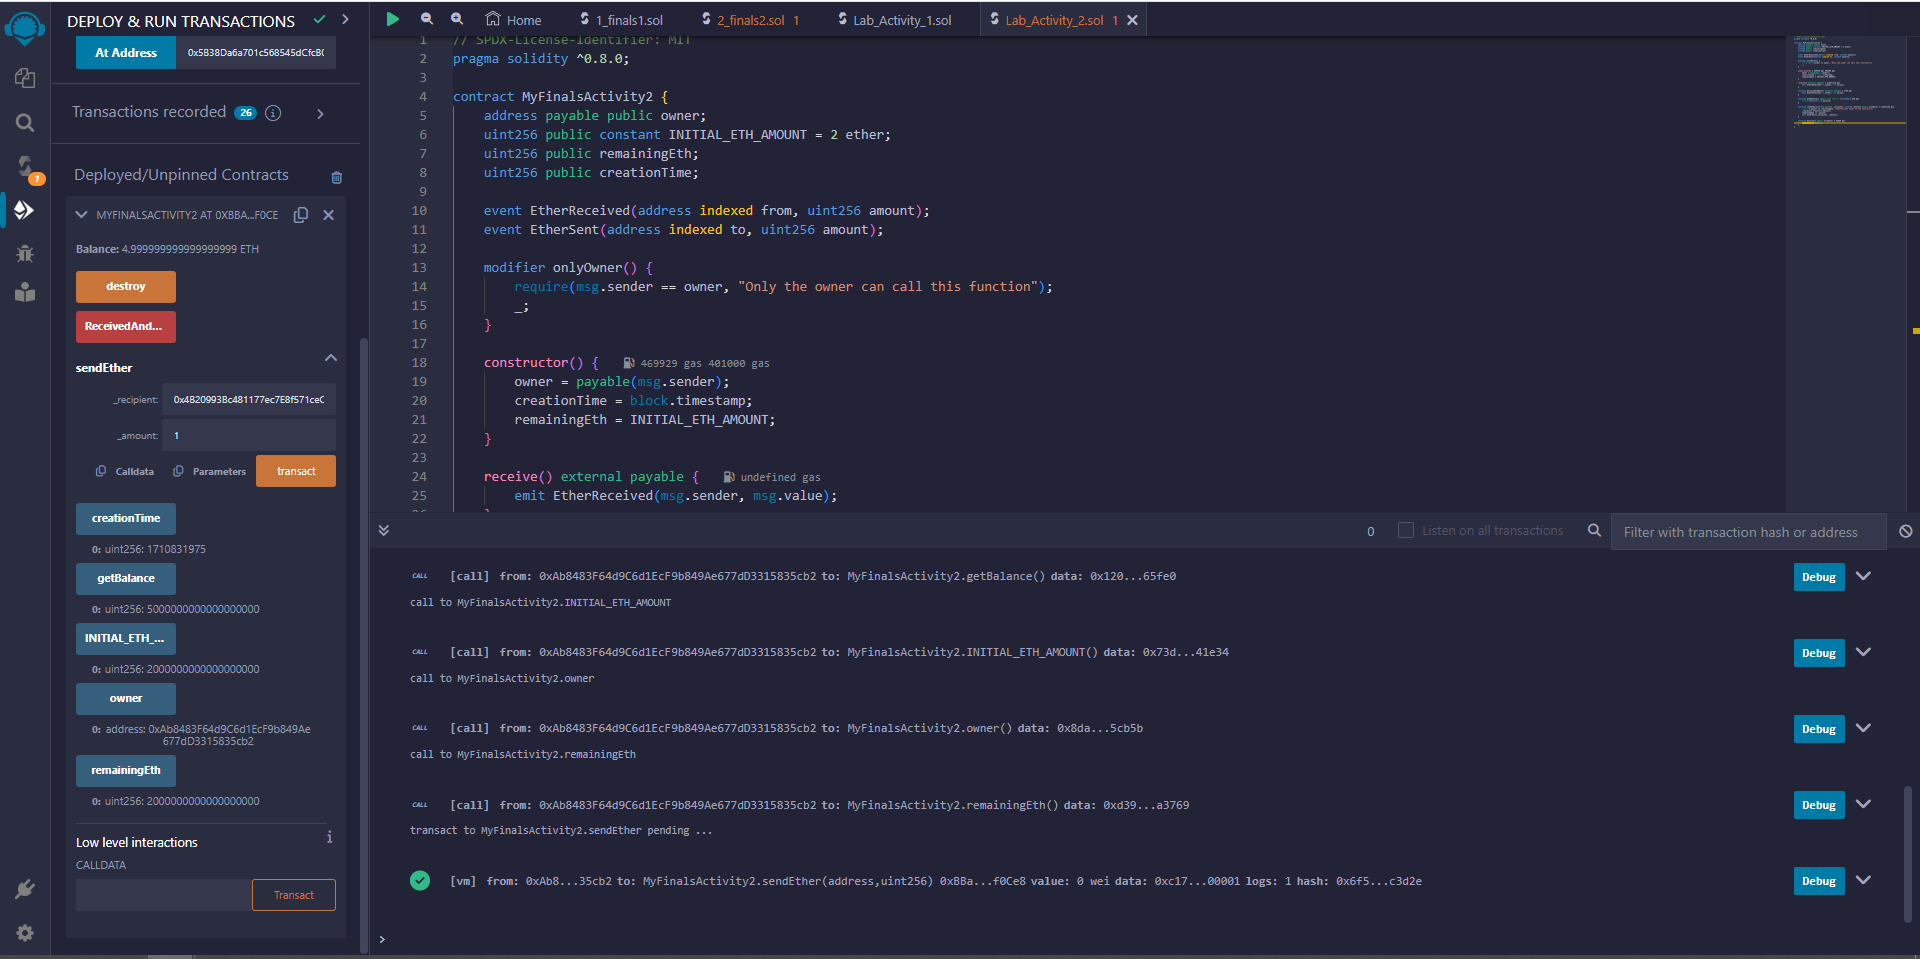 DEPLOY & RUN TRANSACTIONS
At Address
0x5B38Da6a701c568545dCfcB0
Transactions recorded 26
Deployed/Unpinned Contracts
1
MYFINALSACTIVITY2 AT 0XBBA...F0CE
Balance: 4.999999999999999999 ETH
destroy
ReceivedAnd...
sendEther
_recipient: 0x4B20993Bc481177ec7E8f571ceC
_amount: 1
Calldata Parameters transact
creationTime
0: uint256: 1710831975
getBalance
0: uint256: 5000000000000000000
INITIAL_ETH_...
0: uint256: 2000000000000000000
owner
0: address: 0xAb8483F64d9C6d1EcF9b849Ae
677dD3315835cb2
remainingEth
0: uint256: 2000000000000000000
Low level interactions
CALLDATA
Transact
Home 1_finals1.sol 2_finals2.sol 1 Lab_Activity_1.sol Lab_Activity_2.sol 1
1 // SPDX-License-Identifier: MIT
2 pragma solidity ^0.8.0;
3
4 contract MyFinalsActivity2 {
5 address payable public owner;
6 uint256 public constant INITIAL_ETH_AMOUNT = 2 ether;
7 uint256 public remainingEth;
8 uint256 public creationTime;
9
10 event EtherReceived(address indexed from, uint256 amount);
11 event EtherSent(address indexed to, uint256 amount);
12
13 modifier onlyOwner() {
14 require(msg.sender == owner, "Only the owner can call this function");
15 _;
16 }
17
18 constructor() { 469929 gas 401000 gas
19 owner = payable(msg.sender);
20 creationTime = block.timestamp;
21 remainingEth = INITIAL_ETH_AMOUNT;
22 }
23
24 receive() external payable { undefined gas
25 emit EtherReceived(msg.sender, msg.value);
0 Listen on all transactions Filter with transaction hash or address
CALL [call] from: 0xAb8483F64d9C6d1EcF9b849Ae677dD3315835cb2 to: MyFinalsActivity2.getBalance() data: 0x120...65fe0 Debug
call to MyFinalsActivity2.INITIAL_ETH_AMOUNT
CALL [call] from: 0xAb8483F64d9C6d1EcF9b849Ae677dD3315835cb2 to: MyFinalsActivity2.INITIAL_ETH_AMOUNT() data: 0x73d...41e34 Debug
call to MyFinalsActivity2.owner
CALL [call] from: 0xAb8483F64d9C6d1EcF9b849Ae677dD3315835cb2 to: MyFinalsActivity2.owner() data: 0x8da...5cb5b Debug
call to MyFinalsActivity2.remainingEth
CALL [call] from: 0xAb8483F64d9C6d1EcF9b849Ae677dD3315835cb2 to: MyFinalsActivity2.remainingEth() data: 0xd39...a3769 Debug
transact to MyFinalsActivity2.sendEther pending ...
[vm] from: 0xAb8...35cb2 to: MyFinalsActivity2.sendEther(address,uint256) 0xBBa...f0Ce8 value: 0 wei data: 0xc17...00001 logs: 1 hash: 0x6f5...c3d2e Debug
>